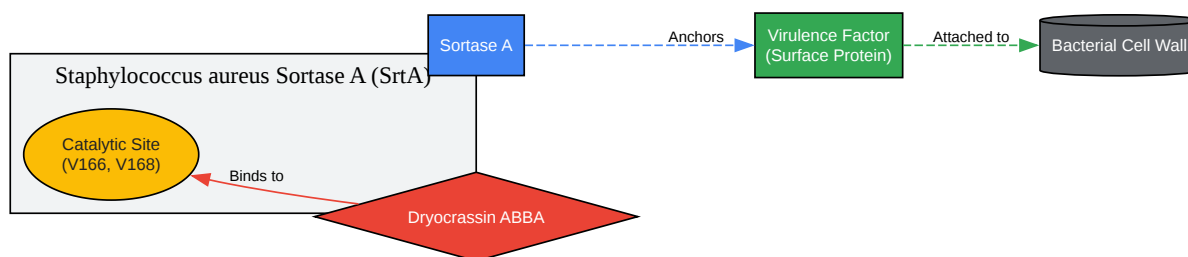 Sortase A
Anchors
Virulence Factor
(Surface Protein)
Attached to
Bacterial Cell Wall
Staphylococcus aureus Sortase A (SrtA)
Catalytic Site
(V166, V168)
Binds to
Dryocrassin ABBA